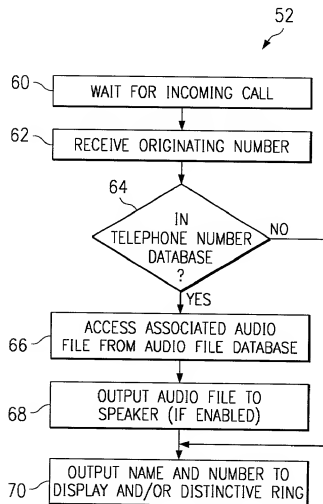 52
60
WAIT FOR INCOMING CALL
62
RECEIVE ORIGINATING NUMBER
64
IN
TELEPHONE NUMBER
DATABASE
?
NO
YES
66
ACCESS ASSOCIATED AUDIO
FILE FROM AUDIO FILE DATABASE
68
OUTPUT AUDIO FILE TO
SPEAKER (IF ENABLED)
70
OUTPUT NAME AND NUMBER TO
DISPLAY AND/OR DISTINCTIVE RING